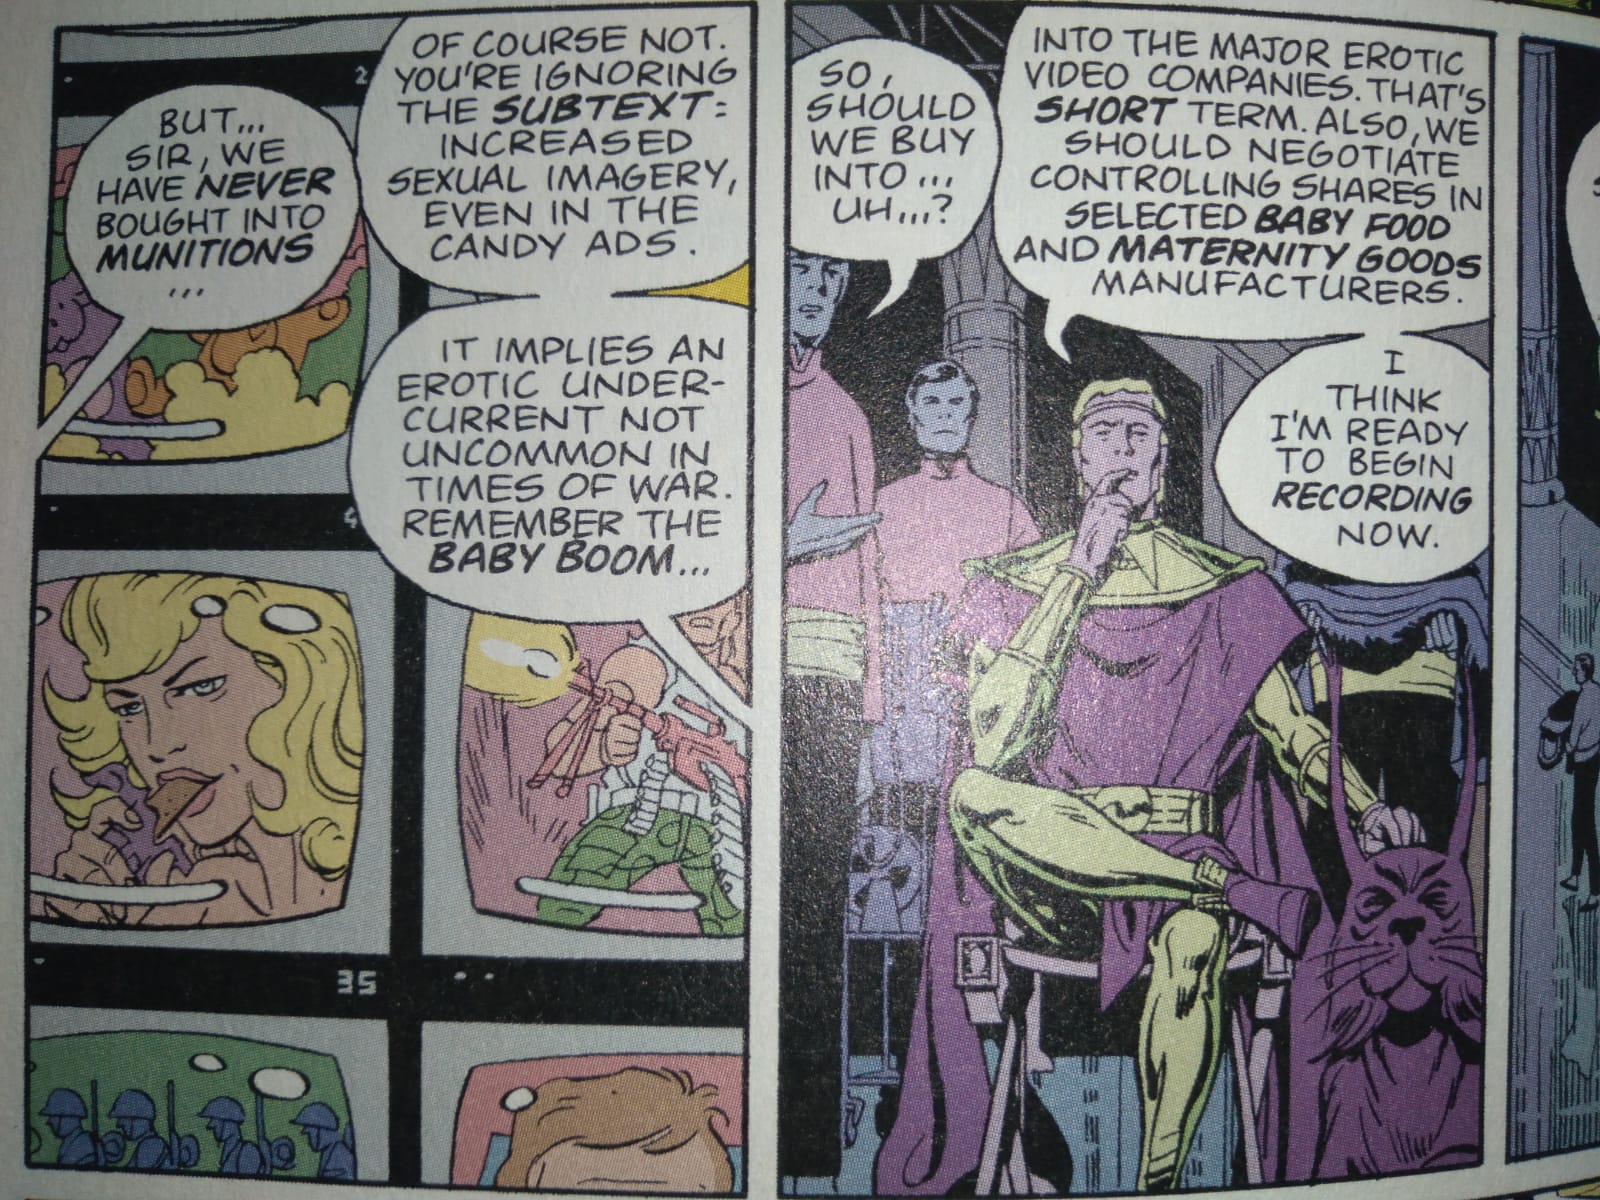 BUT...
SIR, WE
HAVE NEVER
BOUGHT INTO
MUNITIONS
...
OF COURSE NOT.
YOU'RE IGNORING
THE SUBTEXT:
INCREASED
SEXUAL IMAGERY,
EVEN IN THE
CANDY ADS.
IT IMPLIES AN
EROTIC UNDER-
CURRENT NOT
UNCOMMON IN
TIMES OF WAR.
REMEMBER THE
BABY BOOM...
2
35
SO,
SHOULD
WE BUY
INTO...
UH...?
INTO THE MAJOR EROTIC
VIDEO COMPANIES. THAT'S
SHORT TERM. ALSO, WE
SHOULD NEGOTIATE
CONTROLLING SHARES IN
SELECTED BABY FOOD
AND MATERNITY GOODS
MANUFACTURERS.
I
THINK
I'M READY
TO BEGIN
RECORDING
NOW.